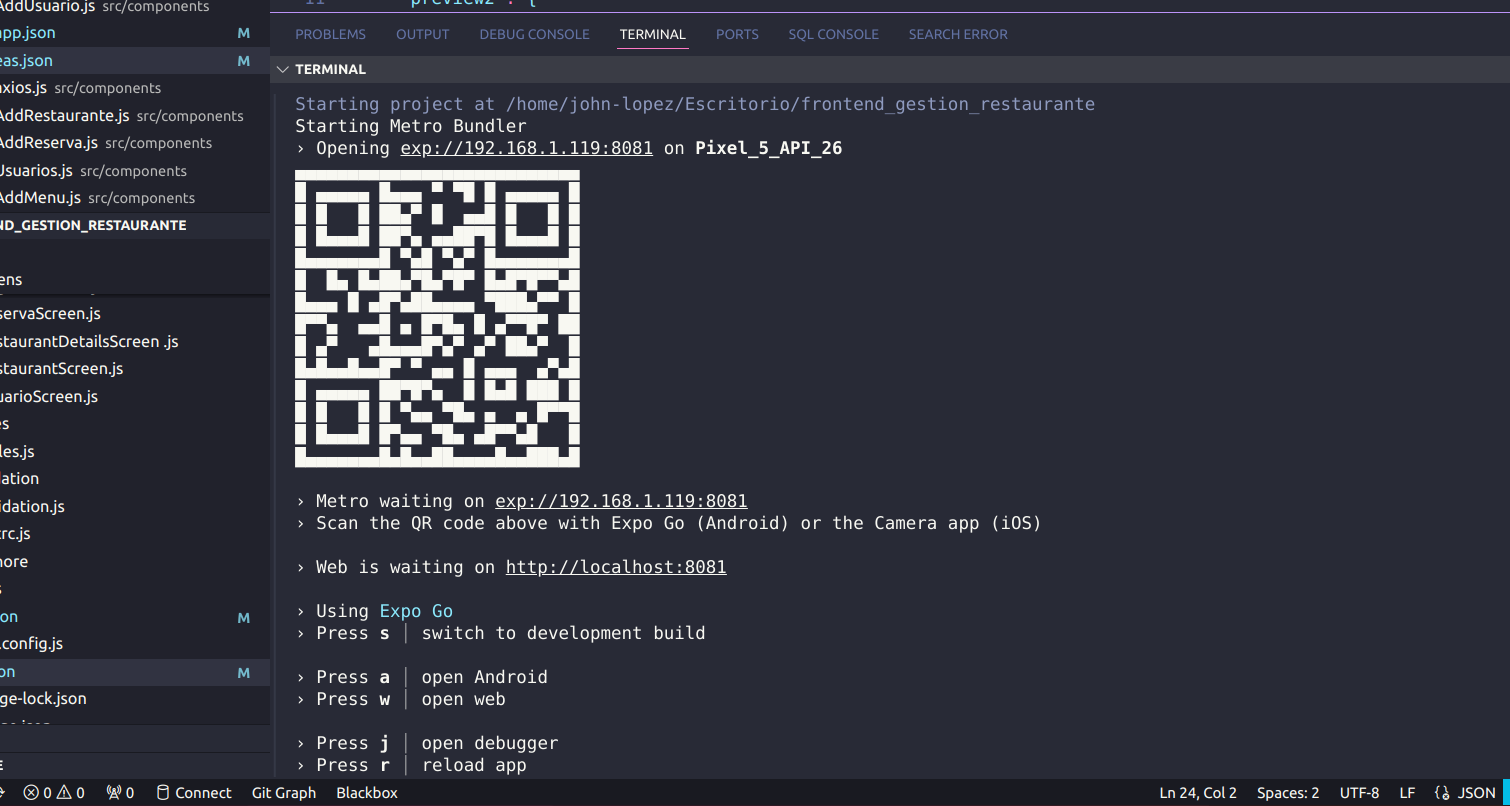 AddUsuario.js src/components
app.json M
eas.json M
axios.js src/components
AddRestaurante.js src/components
AddReserva.js src/components
Usuarios.js src/components
AddMenu.js src/components
ND_GESTION_RESTAURANTE
ens
servaScreen.js
staurantDetailsScreen .js
staurantScreen.js
uarioScreen.js
es
les.js
dation
idation.js
rc.js
nore
s
on M
.config.js
on M
ge-lock.json
E
11 "preview2": {
PROBLEMS OUTPUT DEBUG CONSOLE TERMINAL PORTS SQL CONSOLE SEARCH ERROR
TERMINAL
Starting project at /home/john-lopez/Escritorio/frontend_gestion_restaurante
Starting Metro Bundler
› Opening exp://192.168.1.119:8081 on Pixel_5_API_26
› Metro waiting on exp://192.168.1.119:8081
› Scan the QR code above with Expo Go (Android) or the Camera app (iOS)
› Web is waiting on http://localhost:8081
› Using Expo Go
› Press s │ switch to development build
› Press a │ open Android
› Press w │ open web
› Press j │ open debugger
› Press r │ reload app
0 0 0 Connect Git Graph Blackbox Ln 24, Col 2 Spaces: 2 UTF-8 LF JSON